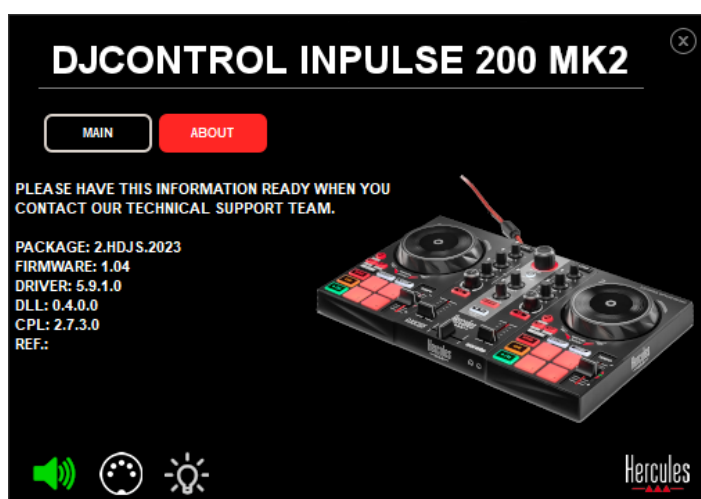 DJCONTROL INPULSE 200 MK2
MAIN
ABOUT
PLEASE HAVE THIS INFORMATION READY WHEN YOU
CONTACT OUR TECHNICAL SUPPORT TEAM.
PACKAGE: 2.HDJS.2023
FIRMWARE: 1.04
DRIVER: 5.9.1.0
DLL: 0.4.0.0
CPL: 2.7.3.0
REF.:
Hercules
Hercules
Hercules